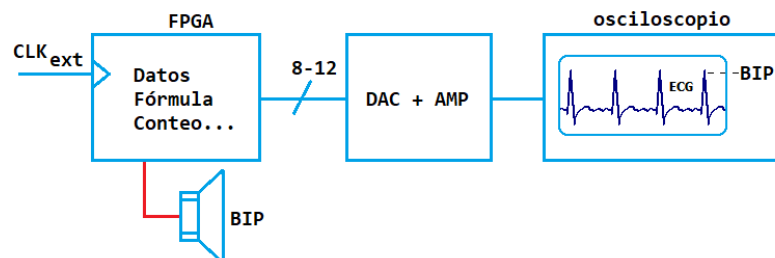 FPGA
osciloscopio
CLKext
Datos
Fórmula
Conteo...
8-12
DAC + AMP
ECG
BIP
BIP